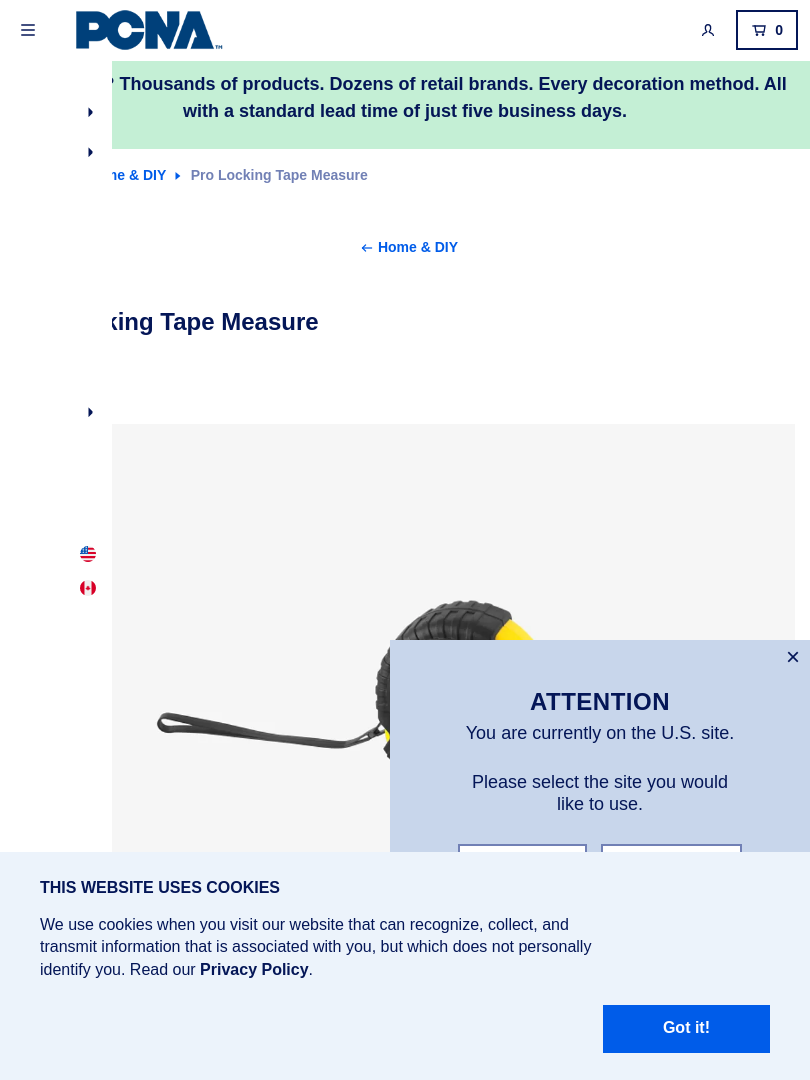 PCNA™
0
? Thousands of products. Dozens of retail brands. Every decoration method. All
with a standard lead time of just five business days.
me & DIY Pro Locking Tape Measure
Home & DIY
king Tape Measure
ATTENTION
You are currently on the U.S. site.
Please select the site you would
like to use.
THIS WEBSITE USES COOKIES
We use cookies when you visit our website that can recognize, collect, and
transmit information that is associated with you, but which does not personally
identify you. Read our Privacy Policy.
Got it!